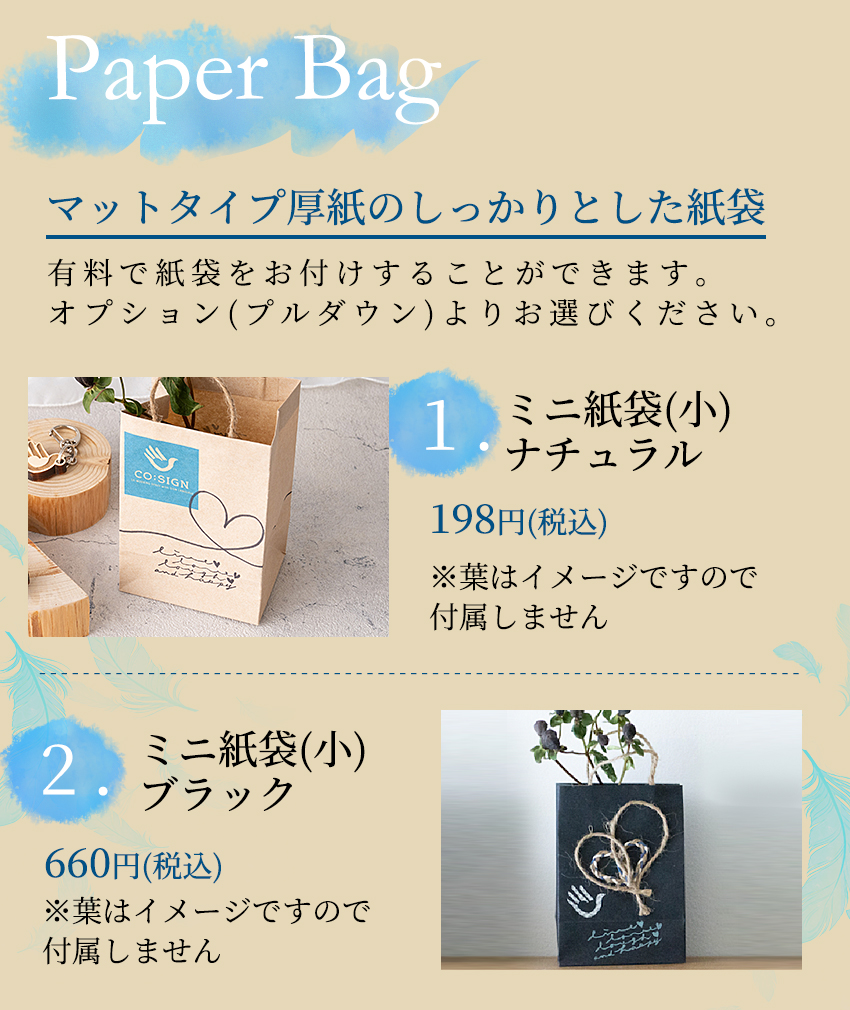 Paper Bag
マットタイプ厚紙のしっかりとした紙袋
有料で紙袋をお付けすることができます。
オプション(プルダウン)よりお選びください。
1.
ミニ紙袋(小)
ナチュラル
198円(税込)
※葉はイメージですので
付属しません
CO:SIGN
and happy
2.
ミニ紙袋(小)
ブラック
660円(税込)
※葉はイメージですので
付属しません
and happy